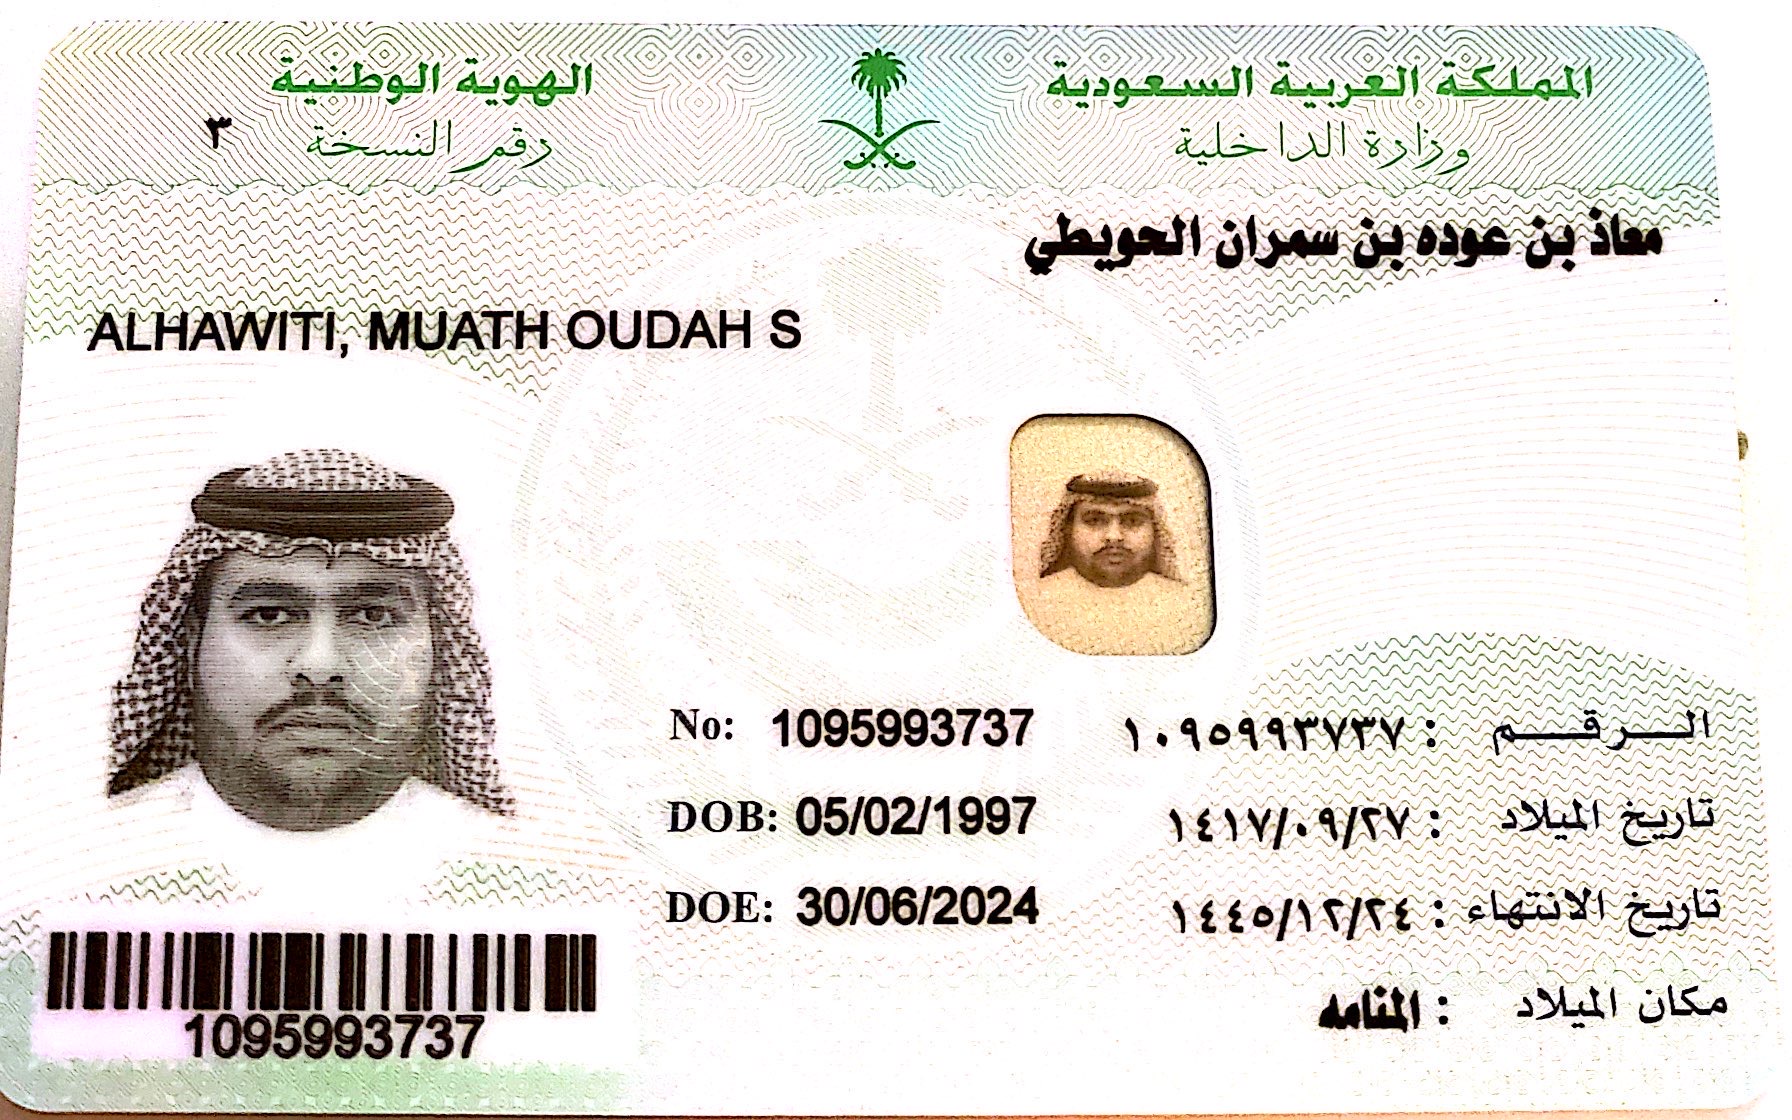 المملكة العربية السعودية
الهوية الوطنية
وزارة الداخلية
رقم النسخة ٣
معاذ بن عوده بن سمران الحويطي
ALHAWITI, MUATH OUDAH S
الرقم : ١٠٩٥٩٩٣٧٣٧
No: 1095993737
تاريخ الميلاد : ١٤١٧/٠٩/٢٧
DOB: 05/02/1997
تاريخ الانتهاء : ١٤٤٥/١٢/٢٤
DOE: 30/06/2024
مكان الميلاد : المنامه
1095993737